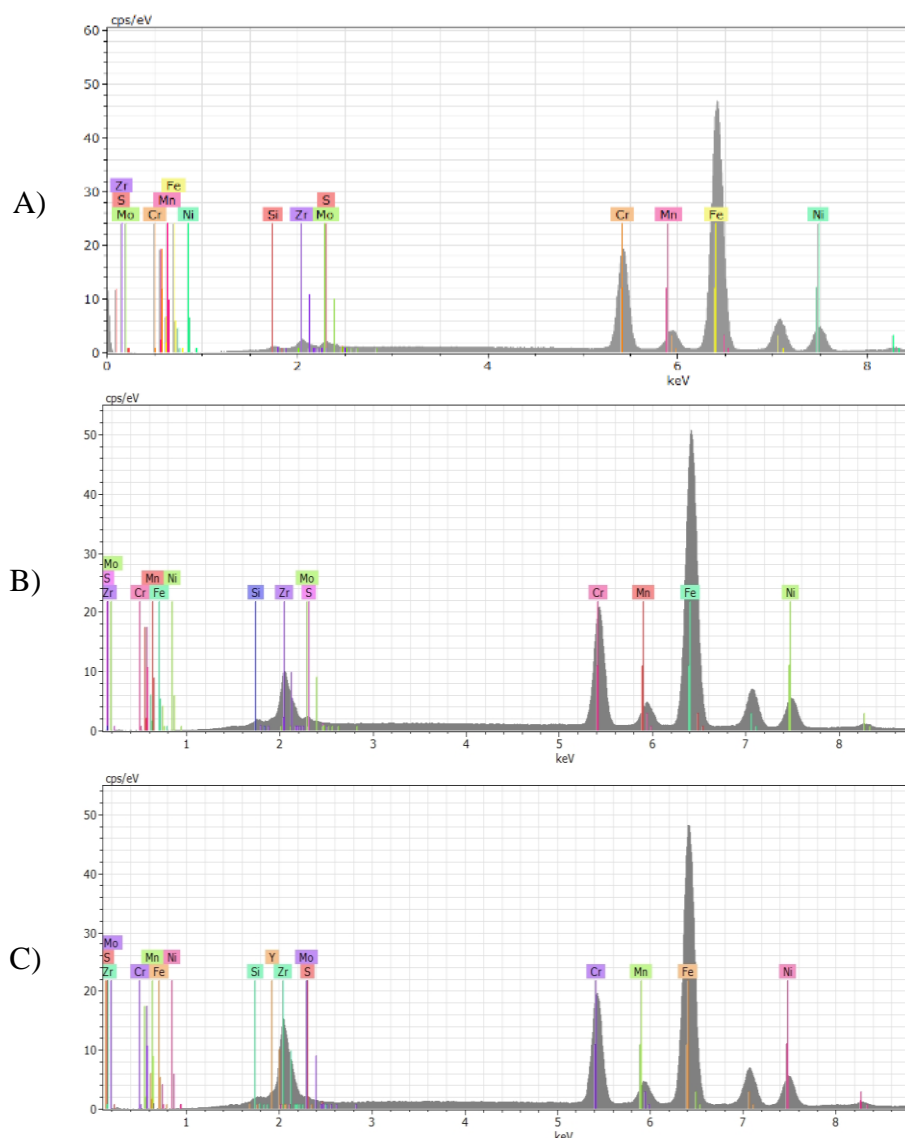 A)
cps/eV
60
50
40
30
20
10
0
Zr Fe
S Mn S
Mo Cr Ni Si Zr Mo Cr Mn Fe Ni
0 2 4 6 8
keV
B)
cps/eV
50
40
30
20
10
0
Mo
S Mn Ni Mo
Zr Cr Fe Si Zr S Cr Mn Fe Ni
1 2 3 4 5 6 7 8
keV
C)
cps/eV
50
40
30
20
10
0
Mo
S Mn Ni Y Mo
Zr Cr Fe Si Zr S Cr Mn Fe Ni
1 2 3 4 5 6 7 8
keV